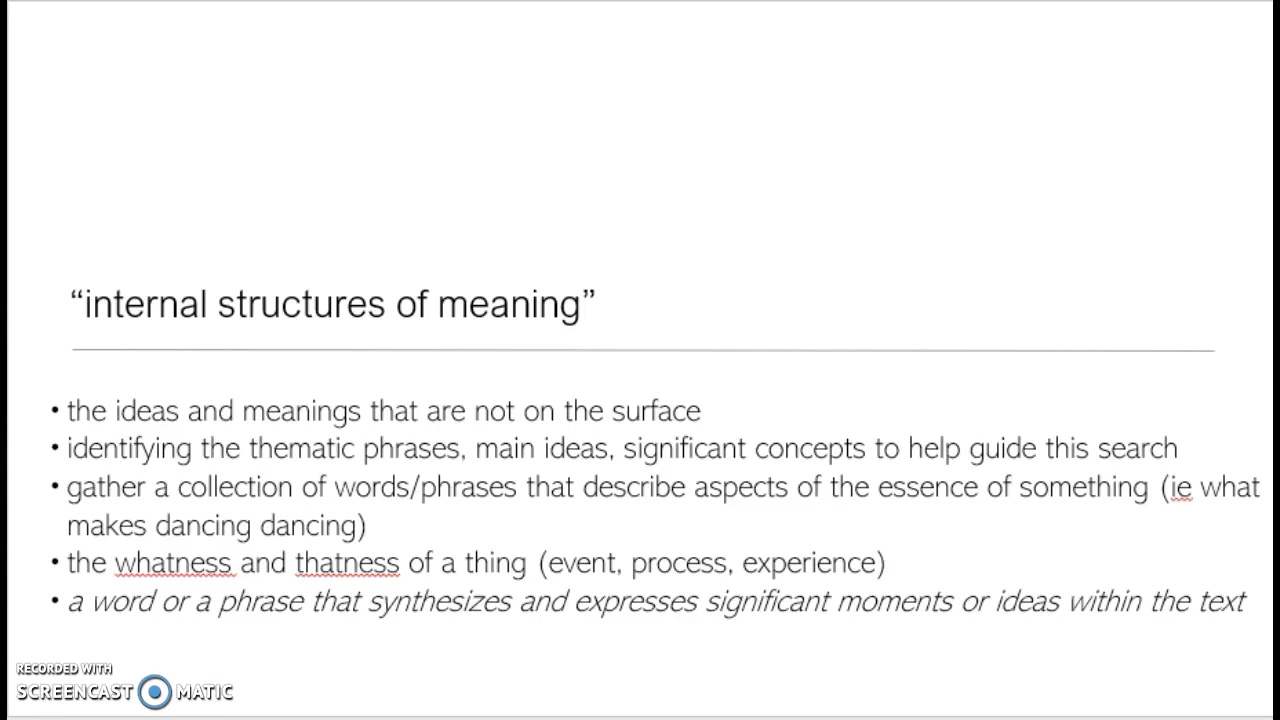 “internal structures of meaning”
• the ideas and meanings that are not on the surface
• identifying the thematic phrases, main ideas, significant concepts to help guide this search
• gather a collection of words/phrases that describe aspects of the essence of something (ie what
makes dancing dancing)
• the whatness and thatness of a thing (event, process, experience)
• a word or a phrase that synthesizes and expresses significant moments or ideas within the text
RECORDED WITH
SCREENCAST MATIC